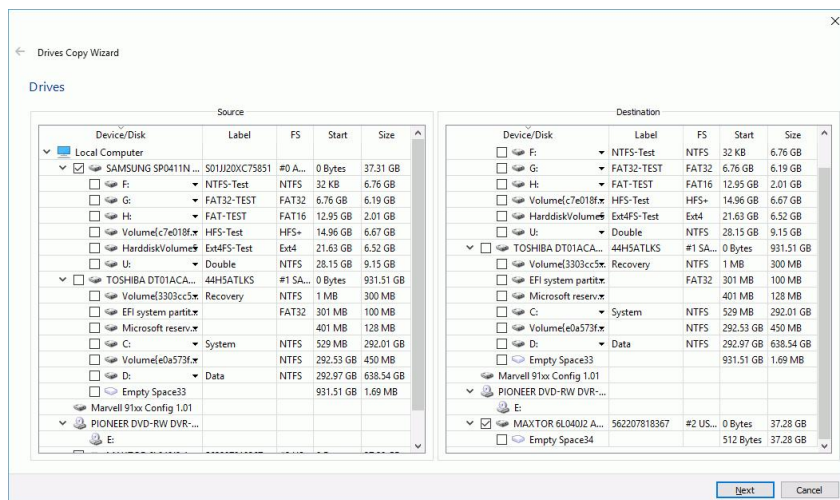 Drives Copy Wizard
Drives
Source
Device/Disk Label FS Start Size
Local Computer
SAMSUNG SP0411N ... S01JJ20XC75851 #0 A... 0 Bytes 37.31 GB
F: NTFS-Test NTFS 32 KB 6.76 GB
G: FAT32-TEST FAT32 6.76 GB 6.19 GB
H: FAT-TEST FAT16 12.95 GB 2.01 GB
Volume{c7e018f. HFS-Test HFS+ 14.96 GB 6.67 GB
HarddiskVolume Ext4FS-Test Ext4 21.63 GB 6.52 GB
U: Double NTFS 28.15 GB 9.15 GB
TOSHIBA DT01ACA... 44H5ATLKS #1 SA... 0 Bytes 931.51 GB
Volume{3303cc5 Recovery NTFS 1 MB 300 MB
EFI system partit. FAT32 301 MB 100 MB
Microsoft reserv. 401 MB 128 MB
C: System NTFS 529 MB 292.01 GB
Volume{e0a573f. NTFS 292.53 GB 450 MB
D: Data NTFS 292.97 GB 638.54 GB
Empty Space33 931.51 GB 1.69 MB
Marvell 91xx Config 1.01
PIONEER DVD-RW DVR-...
E:
Destination
Device/Disk Label FS Start Size
F: NTFS-Test NTFS 32 KB 6.76 GB
G: FAT32-TEST FAT32 6.76 GB 6.19 GB
H: FAT-TEST FAT16 12.95 GB 2.01 GB
Volume{c7e018f. HFS-Test HFS+ 14.96 GB 6.67 GB
HarddiskVolume Ext4FS-Test Ext4 21.63 GB 6.52 GB
U: Double NTFS 28.15 GB 9.15 GB
TOSHIBA DT01ACA... 44H5ATLKS #1 SA... 0 Bytes 931.51 GB
Volume{3303cc5 Recovery NTFS 1 MB 300 MB
EFI system partit. FAT32 301 MB 100 MB
Microsoft reserv. 401 MB 128 MB
C: System NTFS 529 MB 292.01 GB
Volume{e0a573f. NTFS 292.53 GB 450 MB
D: Data NTFS 292.97 GB 638.54 GB
Empty Space33 931.51 GB 1.69 MB
Marvell 91xx Config 1.01
PIONEER DVD-RW DVR-...
E:
MAXTOR 6L040J2 A... 562207818367 #2 US... 0 Bytes 37.28 GB
Empty Space34 512 Bytes 37.28 GB
Next Cancel